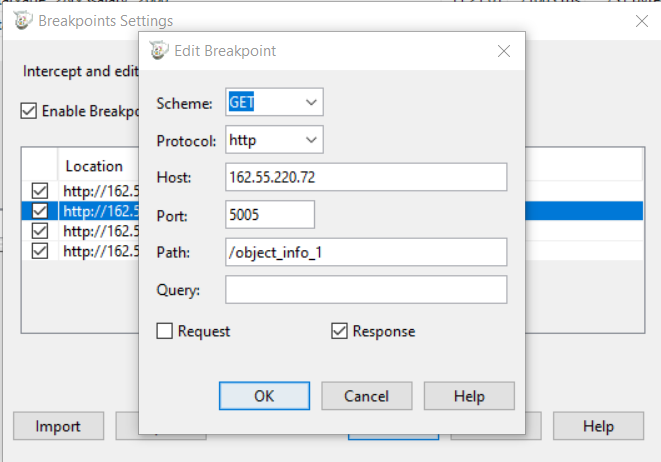 Breakpoints Settings
Edit Breakpoint
Intercept and edit
Scheme: GET
Enable Breakpo
Protocol: http
Location
Host: 162.55.220.72
http://162.5
http://162.5
Port: 5005
http://162.5
http://162.5
Path: /object_info_1
Query:
Request Response
OK Cancel Help
Import Help